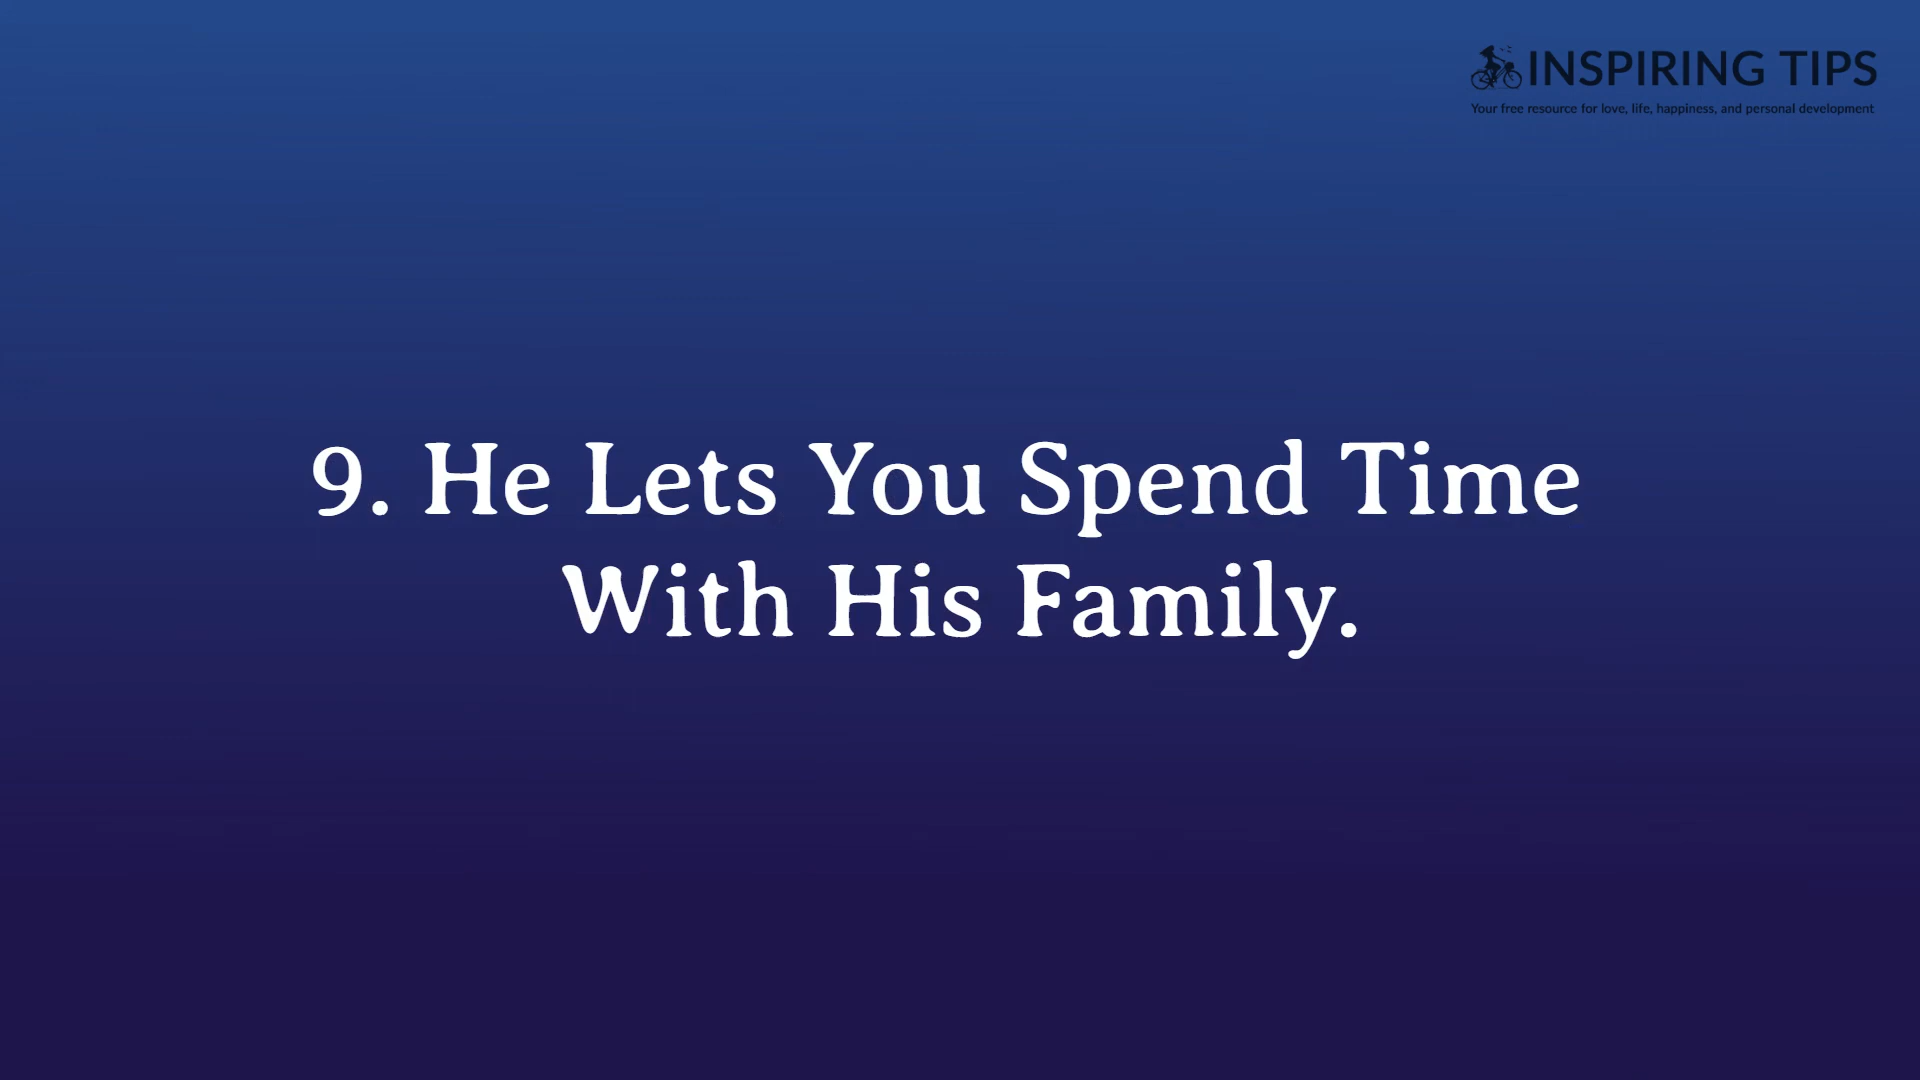 INSPIRING TIPS
Your free resource for love, life, happiness, and personal development
9. He Lets You Spend Time
With His Family.